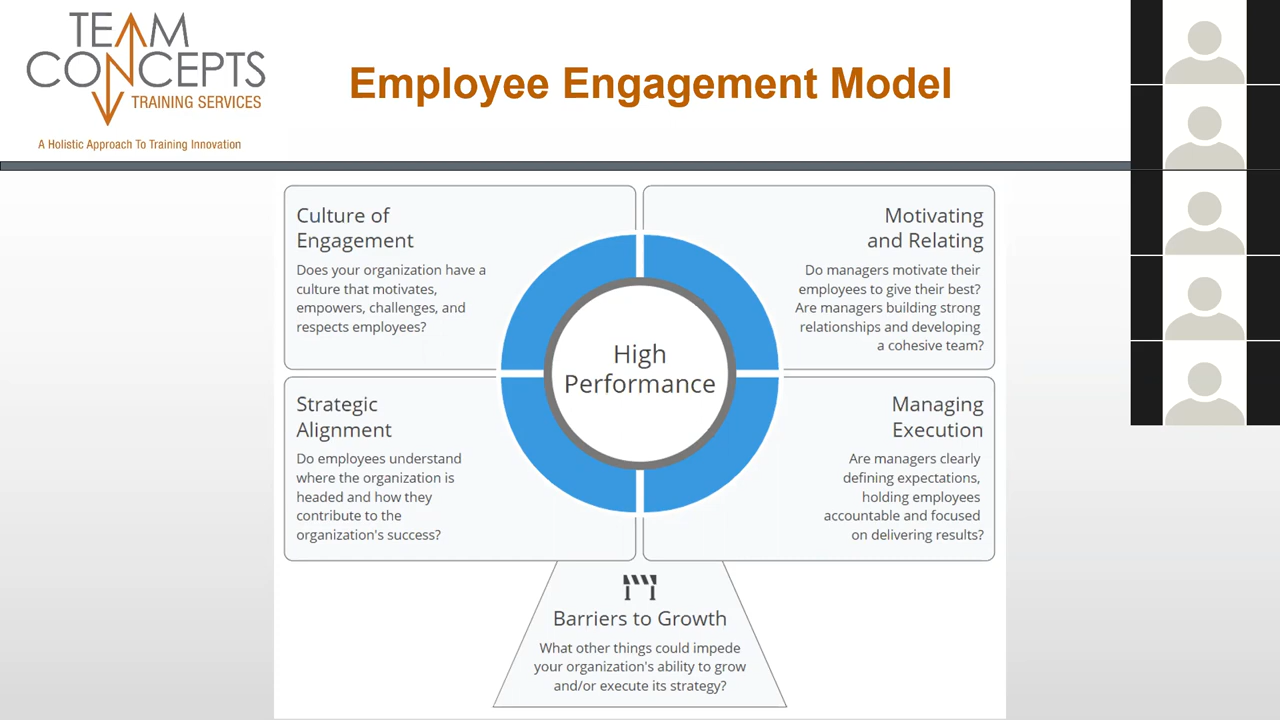 TEAM
CONCEPTS
TRAINING SERVICES
A Holistic Approach To Training Innovation
Employee Engagement Model
Culture of
Engagement
Does your organization have a
culture that motivates,
empowers, challenges, and
respects employees?
Motivating
and Relating
Do managers motivate their
employees to give their best?
Are managers building strong
relationships and developing
a cohesive team?
High
Performance
Strategic
Alignment
Do employees understand
where the organization is
headed and how they
contribute to the
organization's success?
Managing
Execution
Are managers clearly
defining expectations,
holding employees
accountable and focused
on delivering results?
Barriers to Growth
What other things could impede
your organization's ability to grow
and/or execute its strategy?